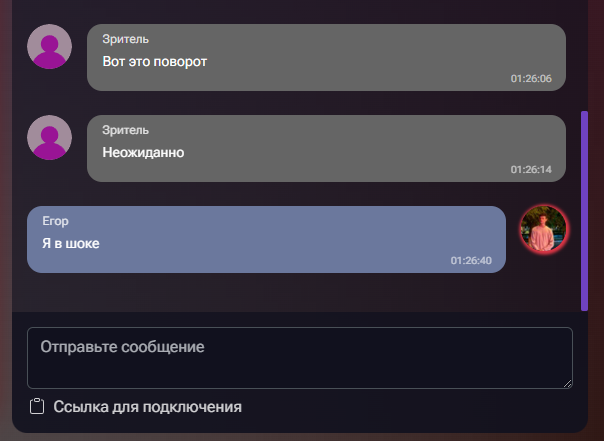 Зритель
Вот это поворот
01:26:06
Зритель
Неожиданно
01:26:14
Егор
Я в шоке
01:26:40
Отправьте сообщение
Ссылка для подключения